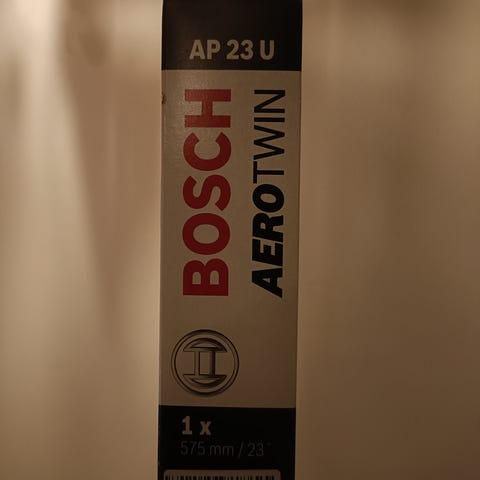 AP 23 U
BOSCH
AEROTWIN
1 x
575 mm / 23"